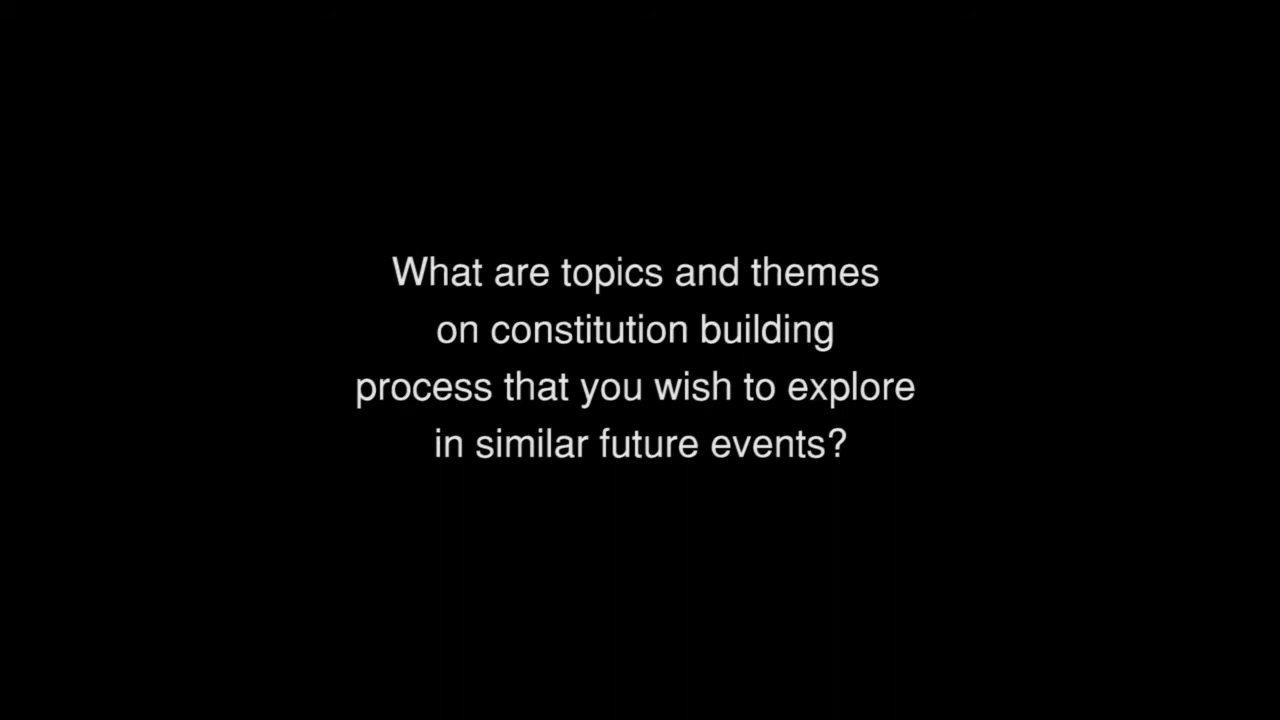 What are topics and themes
on constitution building
process that you wish to explore
in similar future events?